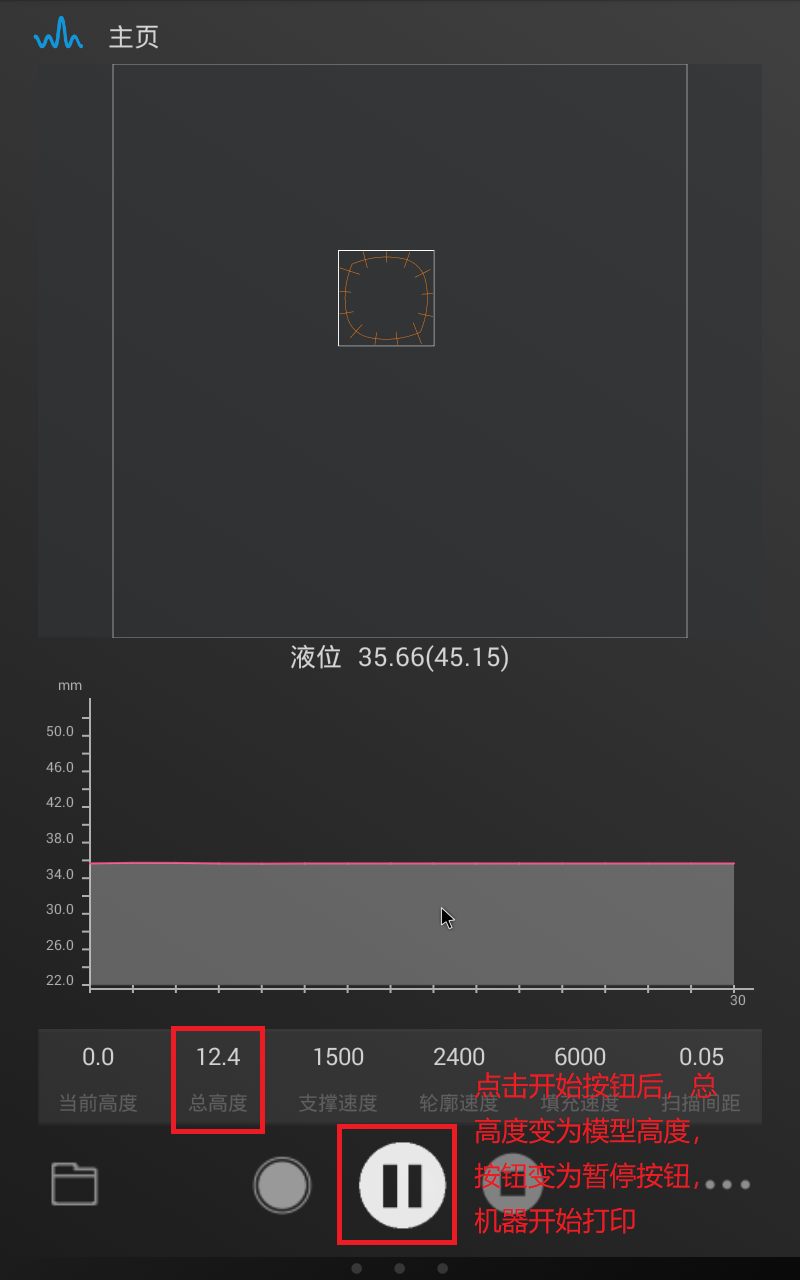 主页
液位 35.66(45.15)
mm
50.0
46.0
42.0
38.0
34.0
30.0
26.0
22.0
30
0.0 12.4 1500 2400 6000 0.05
当前高度 总高度 支撑速度 轮廓速度 填充速度 扫描间距
点击开始按钮后，总
高度变为模型高度，
按钮变为暂停按钮，
机器开始打印